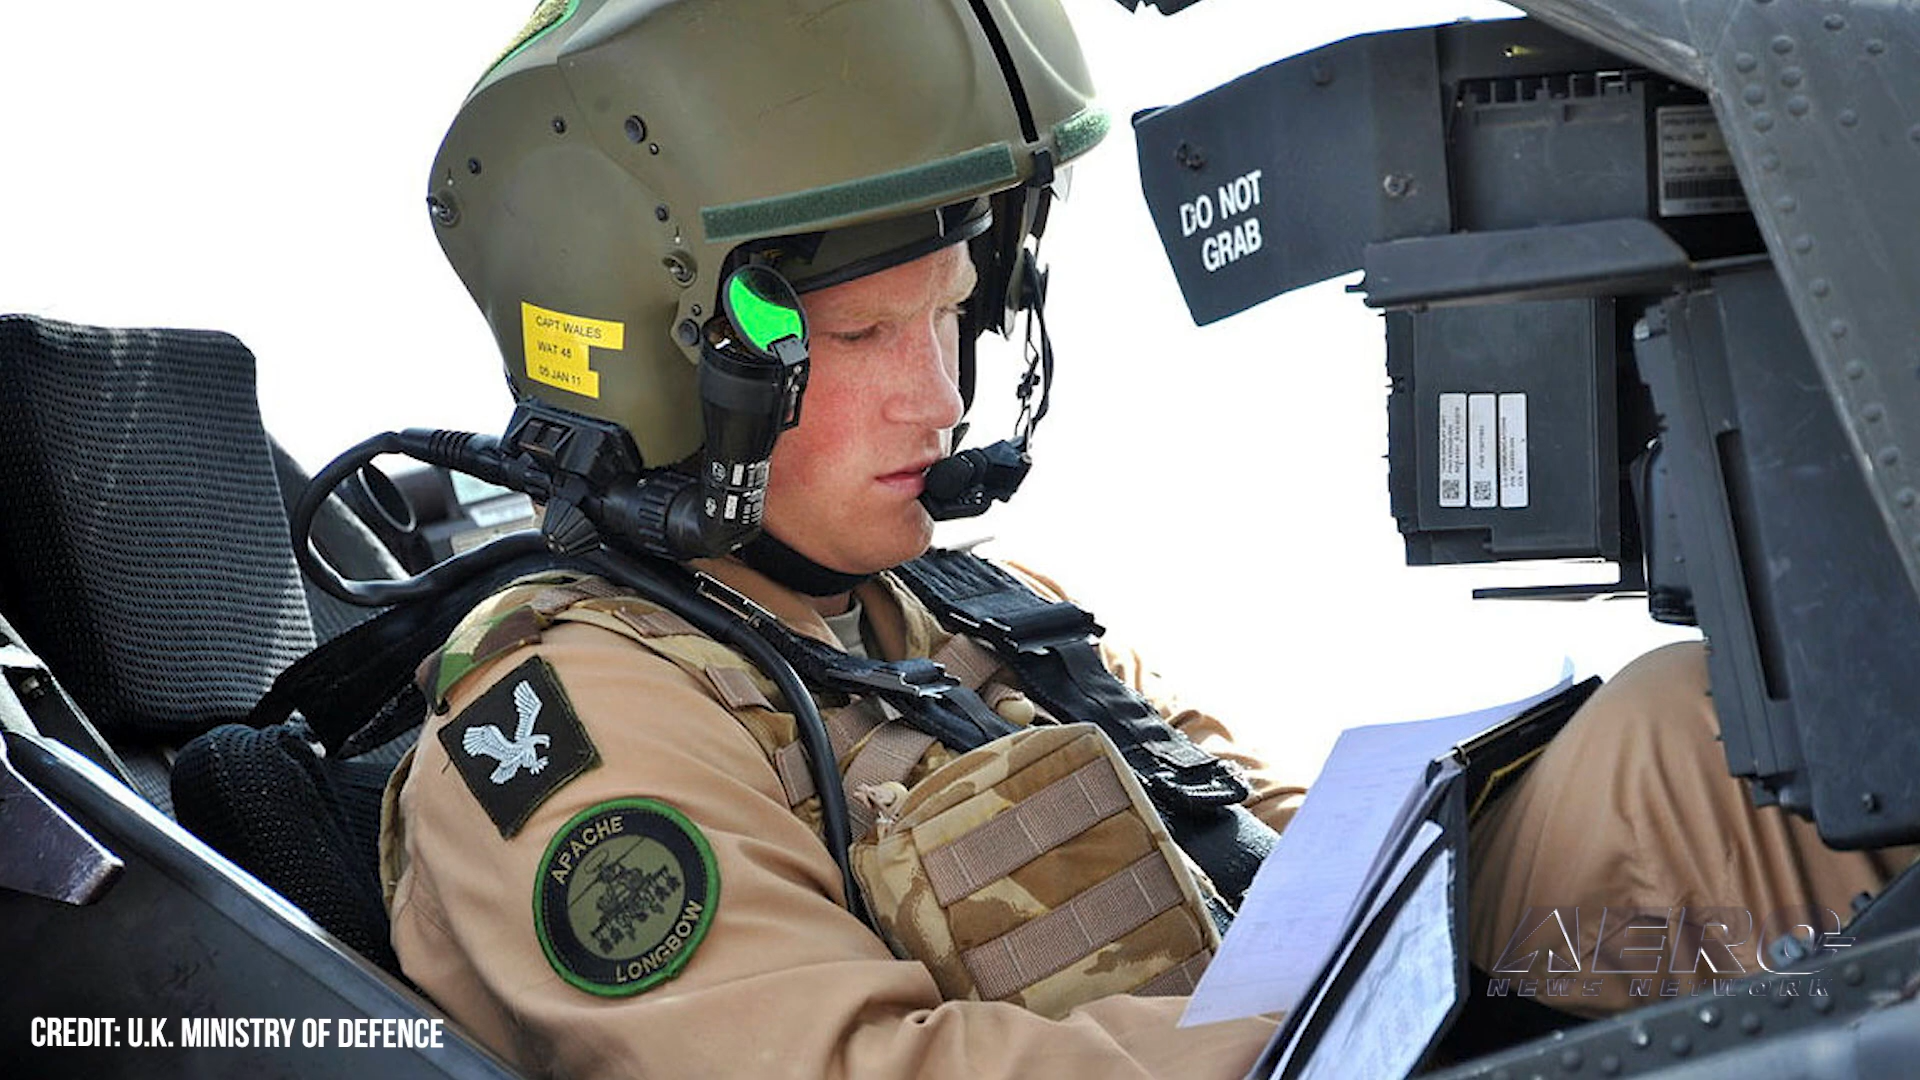 DO NOT
GRAB
CAPT WALES
WAT 48
05 JAN 11
APACHE
LONGBOW
AERO
NEWS NETWORK
CREDIT: U.K. MINISTRY OF DEFENCE